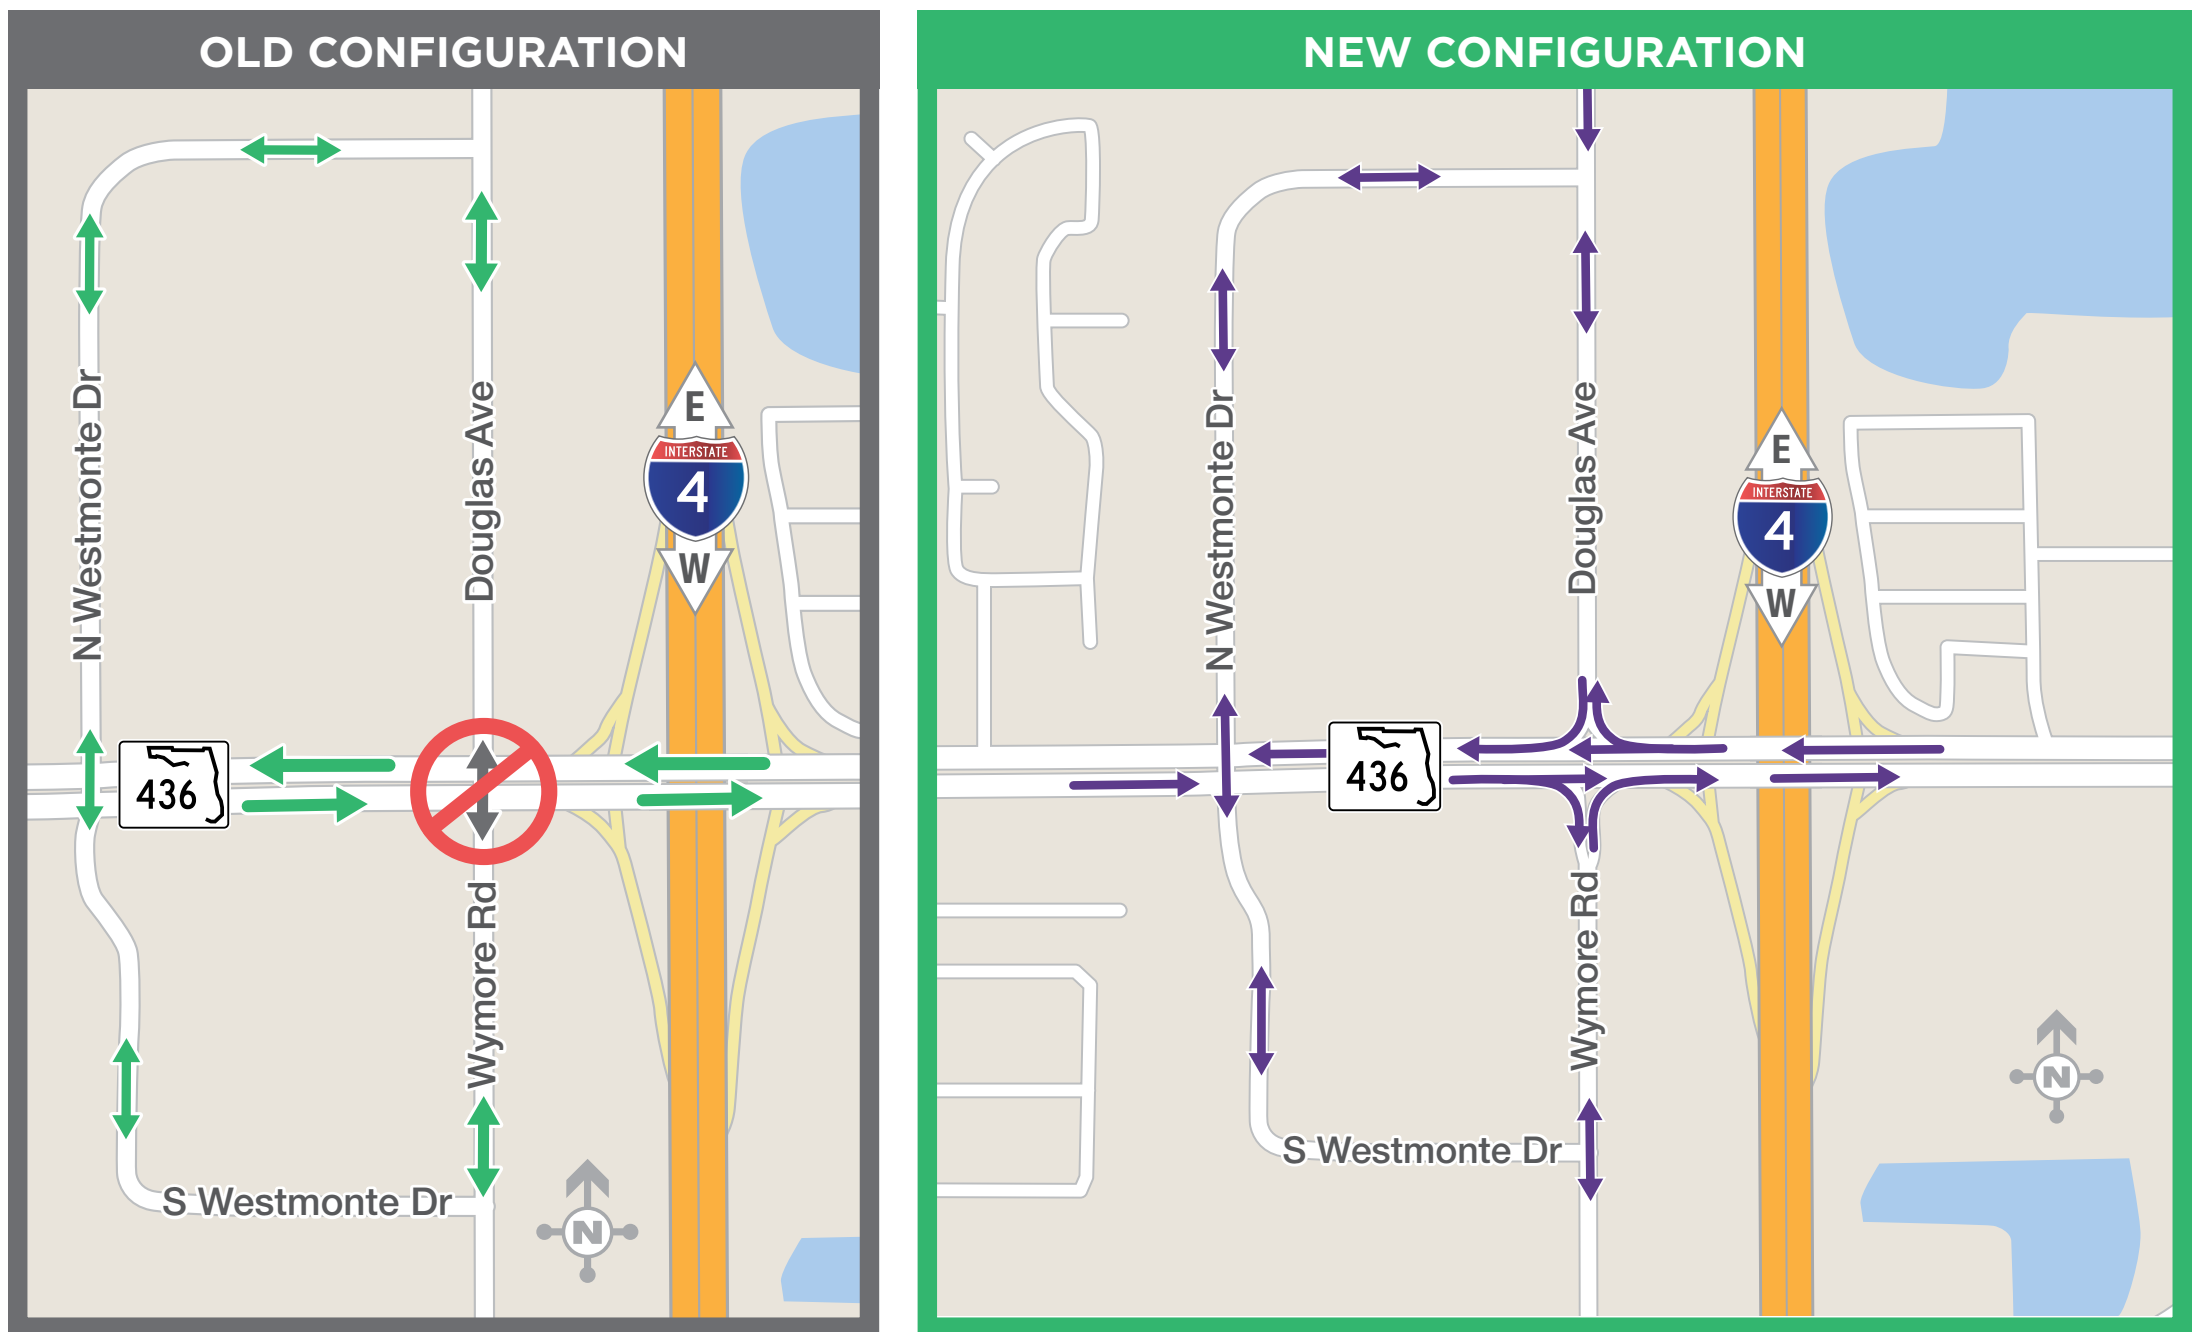 OLD CONFIGURATION
N Westmonte Dr
Douglas Ave
E
INTERSTATE
4
W
436
Wymore Rd
S Westmonte Dr
N
NEW CONFIGURATION
N Westmonte Dr
Douglas Ave
E
INTERSTATE
4
W
436
Wymore Rd
S Westmonte Dr
N